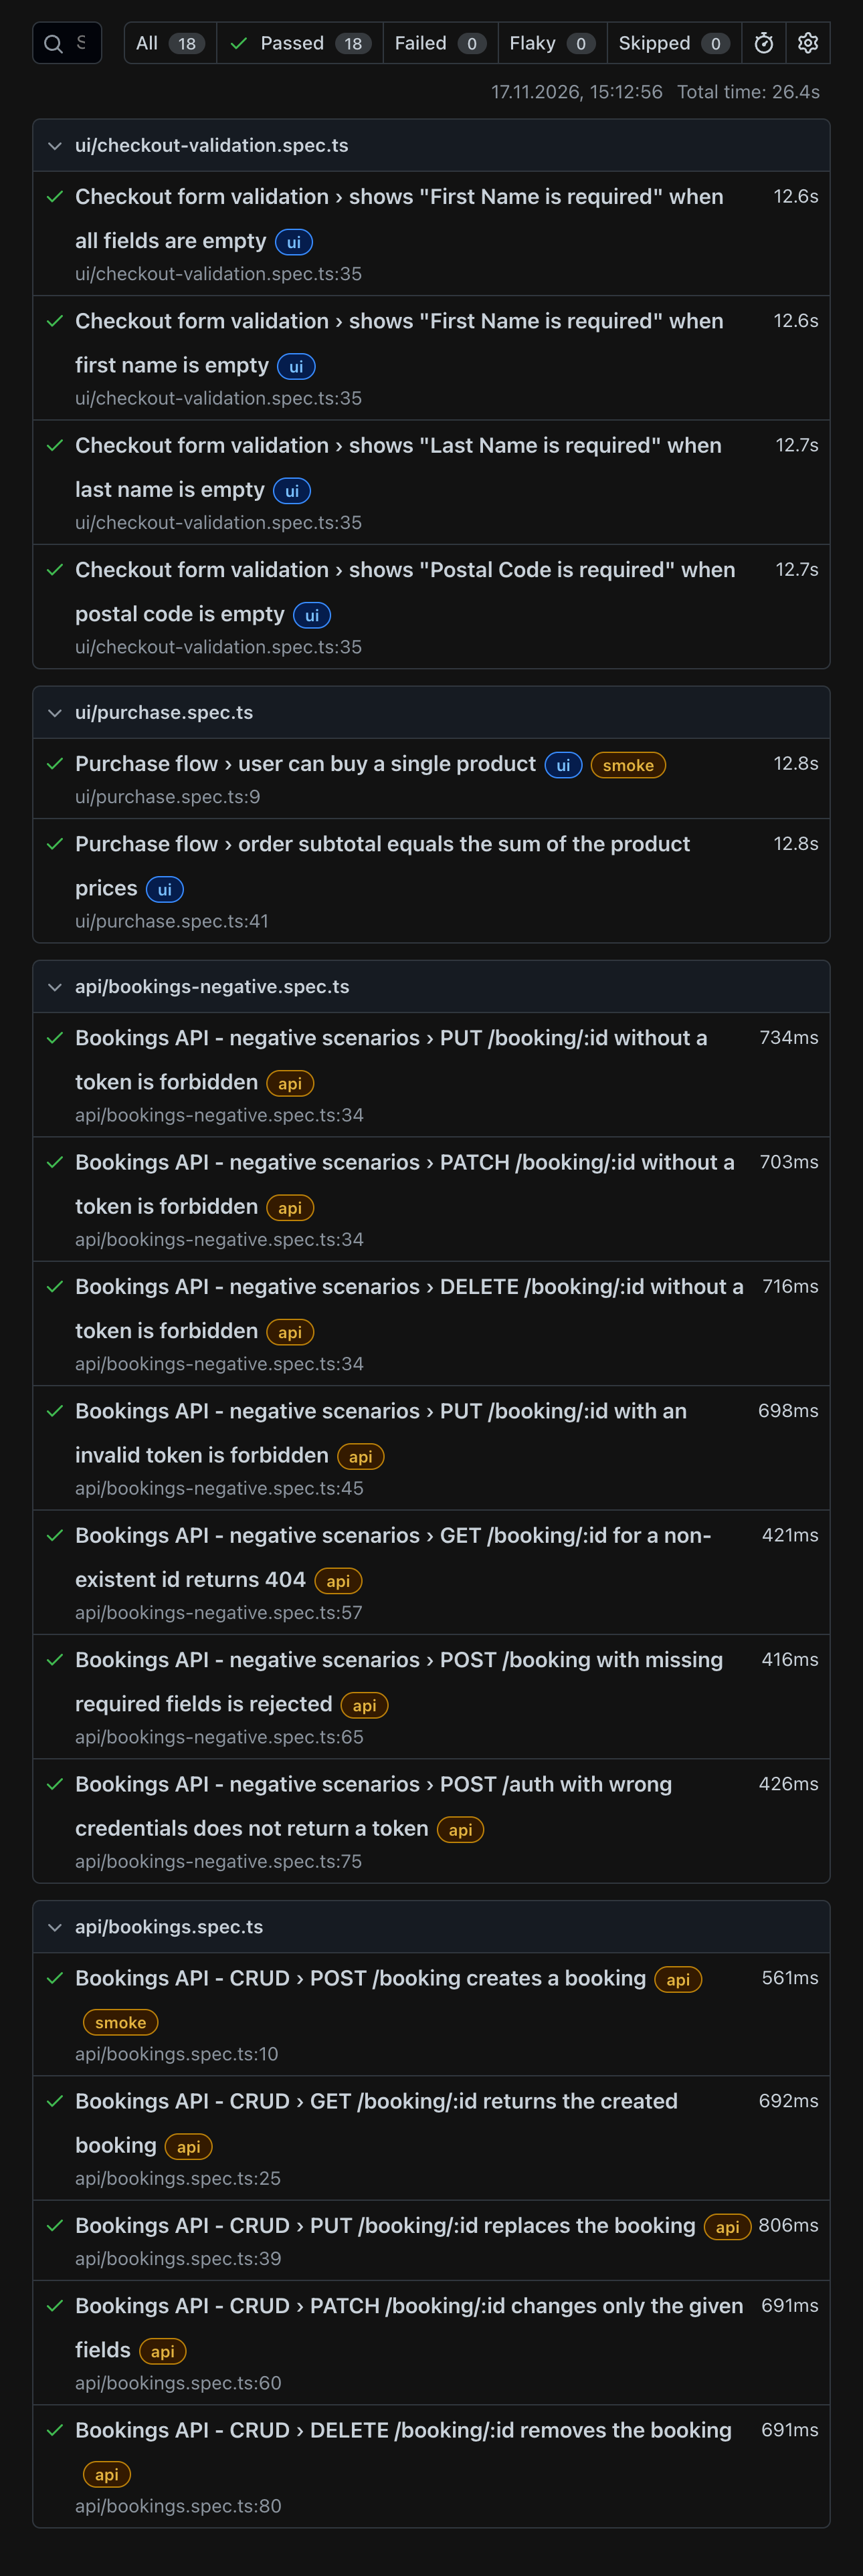 S All 18 Passed 18 Failed 0 Flaky 0 Skipped 0
17.11.2026, 15:12:56 Total time: 26.4s
ui/checkout-validation.spec.ts
Checkout form validation › shows "First Name is required" when 12.6s
all fields are empty ui
ui/checkout-validation.spec.ts:35
Checkout form validation › shows "First Name is required" when 12.6s
first name is empty ui
ui/checkout-validation.spec.ts:35
Checkout form validation › shows "Last Name is required" when 12.7s
last name is empty ui
ui/checkout-validation.spec.ts:35
Checkout form validation › shows "Postal Code is required" when 12.7s
postal code is empty ui
ui/checkout-validation.spec.ts:35
ui/purchase.spec.ts
Purchase flow › user can buy a single product ui smoke 12.8s
ui/purchase.spec.ts:9
Purchase flow › order subtotal equals the sum of the product 12.8s
prices ui
ui/purchase.spec.ts:41
api/bookings-negative.spec.ts
Bookings API - negative scenarios › PUT /booking/:id without a 734ms
token is forbidden api
api/bookings-negative.spec.ts:34
Bookings API - negative scenarios › PATCH /booking/:id without a 703ms
token is forbidden api
api/bookings-negative.spec.ts:34
Bookings API - negative scenarios › DELETE /booking/:id without a 716ms
token is forbidden api
api/bookings-negative.spec.ts:34
Bookings API - negative scenarios › PUT /booking/:id with an 698ms
invalid token is forbidden api
api/bookings-negative.spec.ts:45
Bookings API - negative scenarios › GET /booking/:id for a non- 421ms
existent id returns 404 api
api/bookings-negative.spec.ts:57
Bookings API - negative scenarios › POST /booking with missing 416ms
required fields is rejected api
api/bookings-negative.spec.ts:65
Bookings API - negative scenarios › POST /auth with wrong 426ms
credentials does not return a token api
api/bookings-negative.spec.ts:75
api/bookings.spec.ts
Bookings API - CRUD › POST /booking creates a booking api 561ms
smoke
api/bookings.spec.ts:10
Bookings API - CRUD › GET /booking/:id returns the created 692ms
booking api
api/bookings.spec.ts:25
Bookings API - CRUD › PUT /booking/:id replaces the booking api 806ms
api/bookings.spec.ts:39
Bookings API - CRUD › PATCH /booking/:id changes only the given 691ms
fields api
api/bookings.spec.ts:60
Bookings API - CRUD › DELETE /booking/:id removes the booking 691ms
api
api/bookings.spec.ts:80